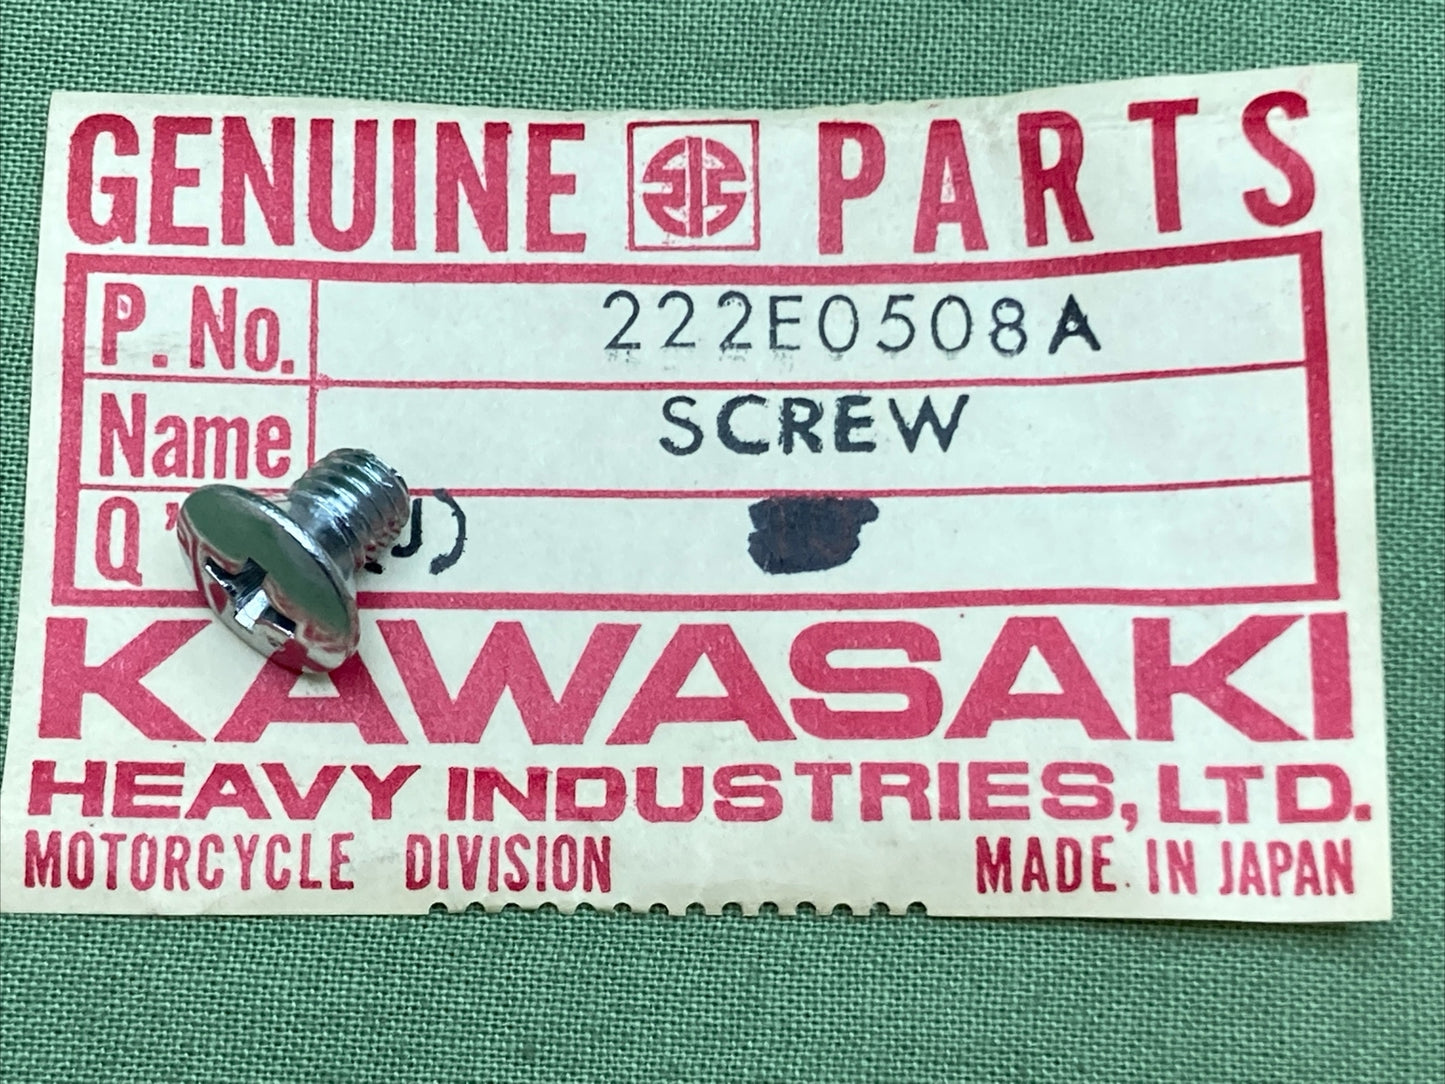 GENUINE PARTS
P. No. 222E0508A
Name SCREW
KAWASAKI
HEAVY INDUSTRIES, LTD.
MOTORCYCLE DIVISION MADE IN JAPAN